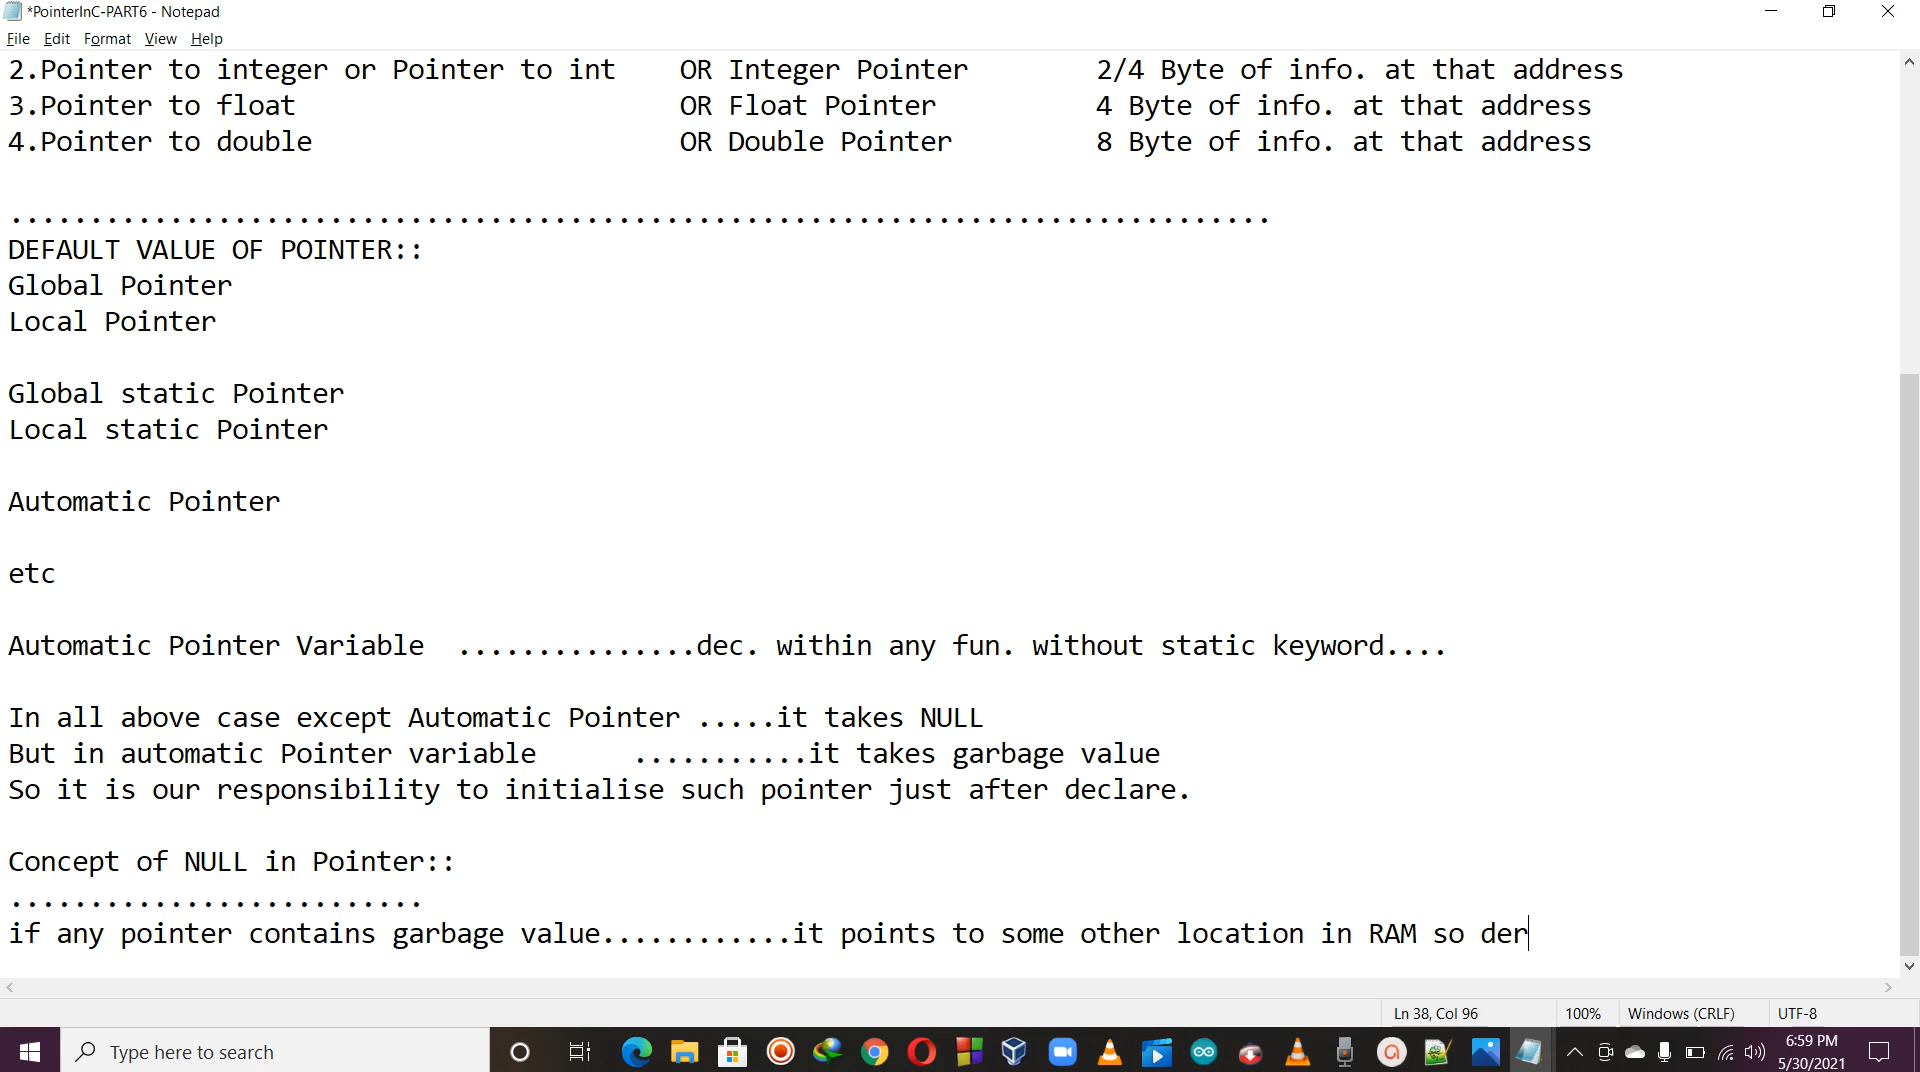 *PointerInC-PART6 - Notepad
File Edit Format View Help
2.Pointer to integer or Pointer to int OR Integer Pointer 2/4 Byte of info. at that address
3.Pointer to float OR Float Pointer 4 Byte of info. at that address
4.Pointer to double OR Double Pointer 8 Byte of info. at that address
...............................................................................
DEFAULT VALUE OF POINTER::
Global Pointer
Local Pointer
Global static Pointer
Local static Pointer
Automatic Pointer
etc
Automatic Pointer Variable ...............dec. within any fun. without static keyword....
In all above case except Automatic Pointer .....it takes NULL
But in automatic Pointer variable ...........it takes garbage value
So it is our responsibility to initialise such pointer just after declare.
Concept of NULL in Pointer::
..........................
if any pointer contains garbage value............it points to some other location in RAM so der
Ln 38, Col 96 100% Windows (CRLF) UTF-8
Type here to search
6:59 PM
5/30/2021